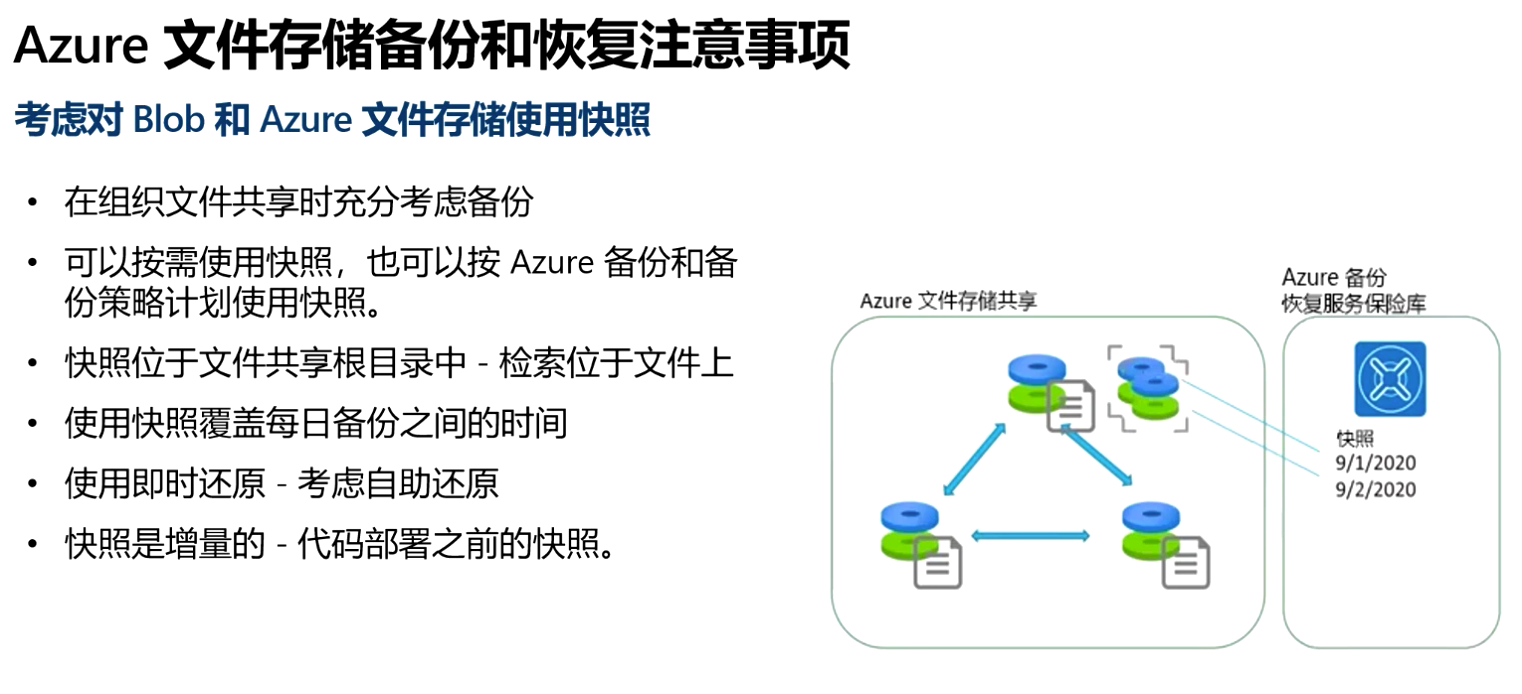 Azure 文件存储备份和恢复注意事项
考虑对 Blob 和 Azure 文件存储使用快照
• 在组织文件共享时充分考虑备份
• 可以按需使用快照，也可以按 Azure 备份和备
份策略计划使用快照。
• 快照位于文件共享根目录中 - 检索位于文件上
• 使用快照覆盖每日备份之间的时间
• 使用即时还原 - 考虑自助还原
• 快照是增量的 - 代码部署之前的快照。
Azure 文件存储共享
Azure 备份
恢复服务保险库
快照
9/1/2020
9/2/2020